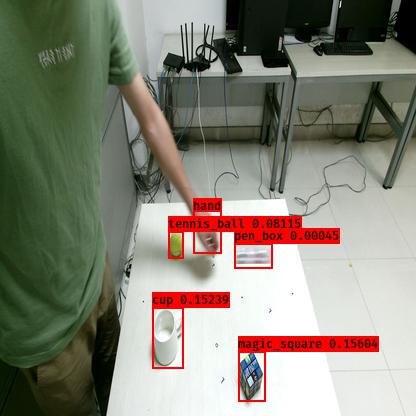 hand
tennis_ball 0.08115
pen_box 0.00045
cup 0.15239
magic_square 0.15604